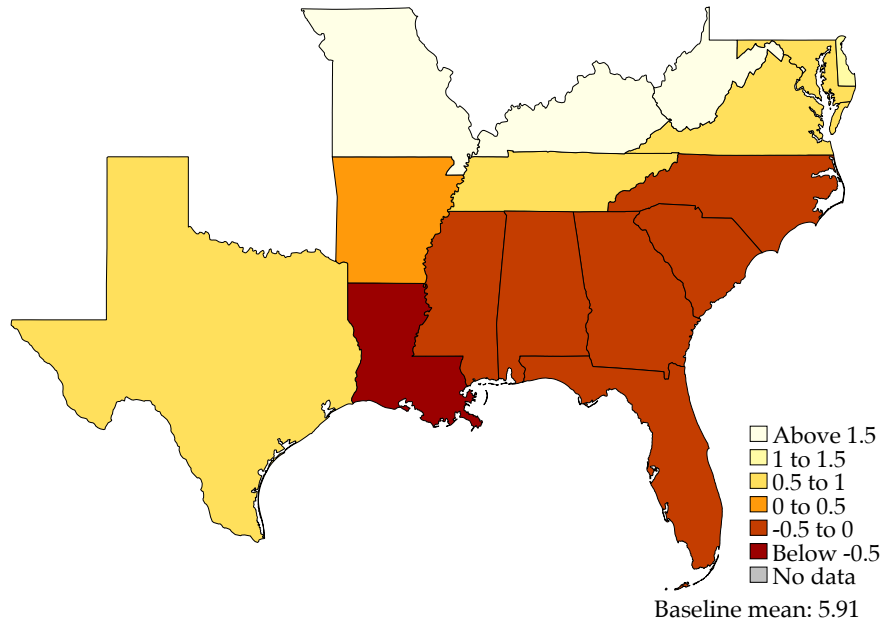 Above 1.5
1 to 1.5
0.5 to 1
0 to 0.5
-0.5 to 0
Below -0.5
No data
Baseline mean: 5.91